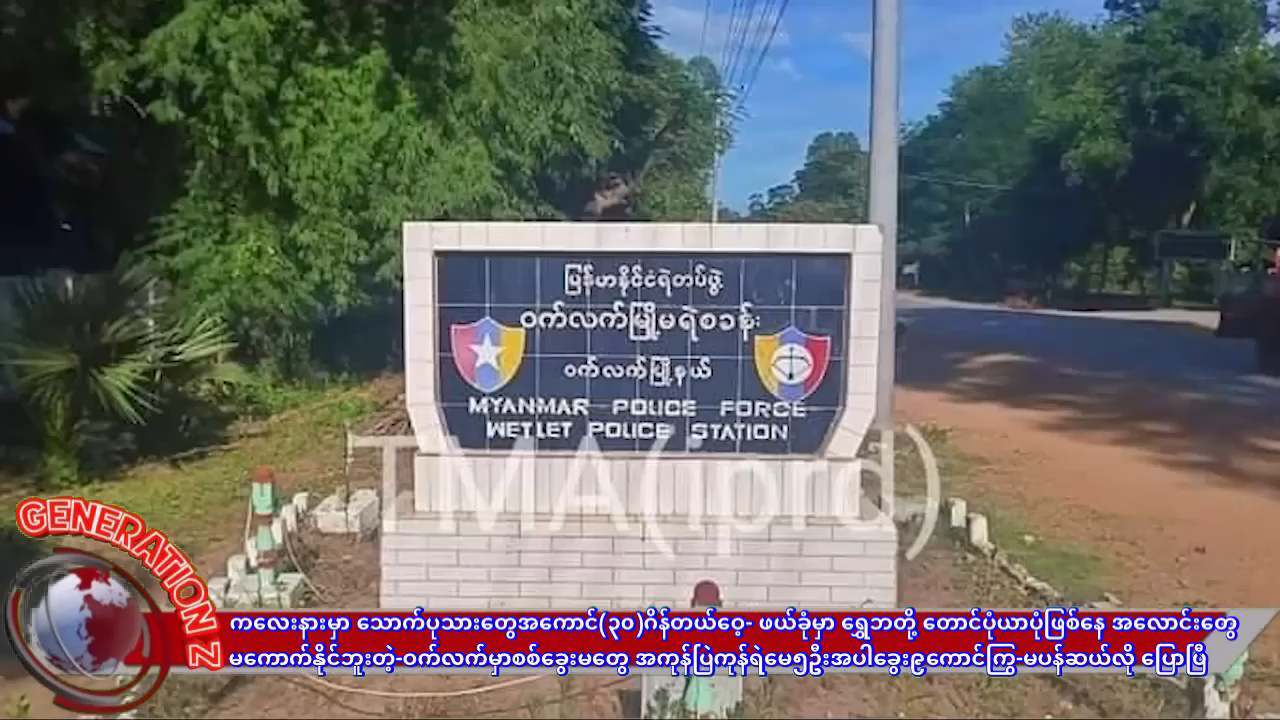 မြန်မာနိုင်ငံရဲတပ်ဖွဲ့
ဝက်လက်မြို့မရဲစခန်း
ဝက်လက်မြို့နယ်
MYANMAR POLICE FORCE
WETLET POLICE STATION
TMA(iprd)
GENERATION Z
ကလေးနားမှာ သောက်ပုသားတွေအကောင်(၃၀)ဂိန်တယ်ဝေ့- ဖယ်ခုံမှာ ရွှေဘတို့ တောင်ပုံယာပုံဖြစ်နေ အလောင်းတွေ
မကောက်နိုင်ဘူးတဲ့-ဝက်လက်မှာစစ်ခွေးမတွေ အကုန်ပြဲကုန်ရဲမေ၅ဦးအပါခွေး၉ကောင်ကြွ-မပန်ဆယ်လို ပြောပြီ